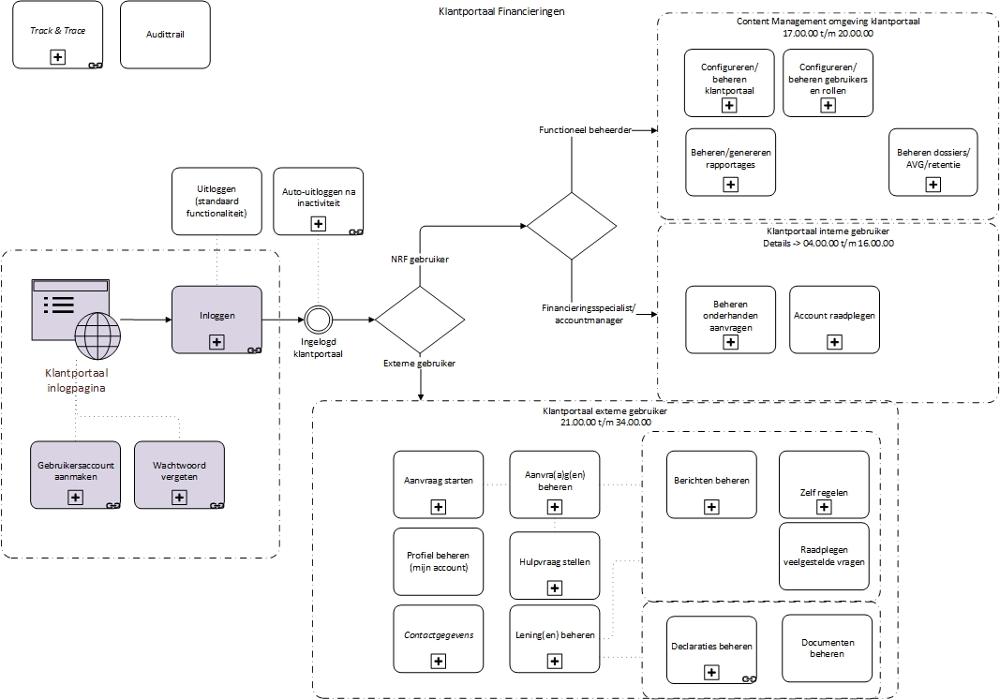 Klantportaal Financieringen
Track & Trace
Audittrail
Content Management omgeving klantportaal
17.00.00 t/m 20.00.00
Configureren/
beheren
klantportaal
Configureren/
beheren gebruikers
en rollen
Functioneel beheerder
Beheren/genereren
rapportages
Beheren dossiers/
AVG/retentie
Uitloggen
(standaard
functionaliteit)
Auto-uitloggen na
inactiviteit
NRF gebruiker
Klantportaal interne gebruiker
Details -> 04.00.00 t/m 16.00.00
Inloggen
Ingelogd
klantportaal
Financieringsspecialist/
accountmanager
Beheren
onderhanden
aanvragen
Account raadplegen
Klantportaal
inlogpagina
Externe gebruiker
Klantportaal externe gebruiker
21.00.00 t/m 34.00.00
Gebruikersaccount
aanmaken
Wachtwoord
vergeten
Aanvraag starten
Aanvra(a)g(en)
beheren
Berichten beheren
Zelf regelen
Profiel beheren
(mijn account)
Hulpvraag stellen
Raadplegen
veelgestelde vragen
Contactgegevens
Lening(en) beheren
Declaraties beheren
Documenten
beheren